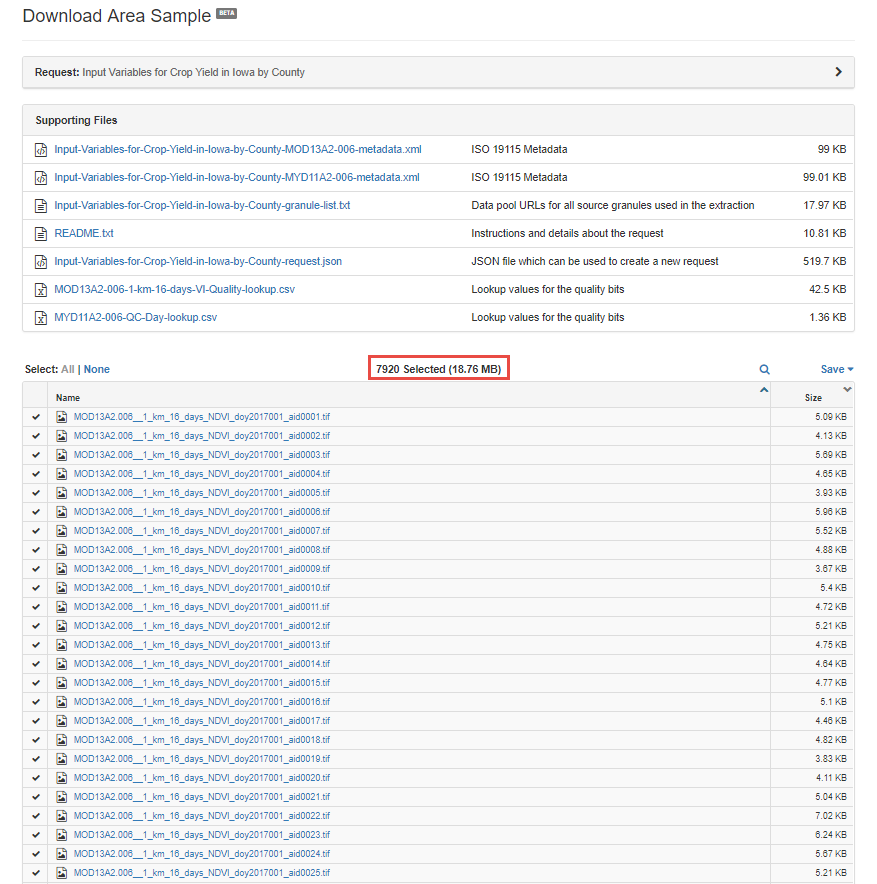 Download Area Sample BETA
Request: Input Variables for Crop Yield in Iowa by County
Supporting Files
Input-Variables-for-Crop-Yield-in-Iowa-by-County-MOD13A2-006-metadata.xml ISO 19115 Metadata 99 KB
Input-Variables-for-Crop-Yield-in-Iowa-by-County-MYD11A2-006-metadata.xml ISO 19115 Metadata 99.01 KB
Input-Variables-for-Crop-Yield-in-Iowa-by-County-granule-list.txt Data pool URLs for all source granules used in the extraction 17.97 KB
README.txt Instructions and details about the request 10.81 KB
Input-Variables-for-Crop-Yield-in-Iowa-by-County-request.json JSON file which can be used to create a new request 519.7 KB
MOD13A2-006-1-km-16-days-VI-Quality-lookup.csv Lookup values for the quality bits 42.5 KB
MYD11A2-006-QC-Day-lookup.csv Lookup values for the quality bits 1.36 KB
Select: All | None 7920 Selected (18.76 MB) Save
Name Size
MOD13A2.006__1_km_16_days_NDVI_doy2017001_aid0001.tif 5.09 KB
MOD13A2.006__1_km_16_days_NDVI_doy2017001_aid0002.tif 4.13 KB
MOD13A2.006__1_km_16_days_NDVI_doy2017001_aid0003.tif 5.69 KB
MOD13A2.006__1_km_16_days_NDVI_doy2017001_aid0004.tif 4.65 KB
MOD13A2.006__1_km_16_days_NDVI_doy2017001_aid0005.tif 3.93 KB
MOD13A2.006__1_km_16_days_NDVI_doy2017001_aid0006.tif 5.96 KB
MOD13A2.006__1_km_16_days_NDVI_doy2017001_aid0007.tif 5.52 KB
MOD13A2.006__1_km_16_days_NDVI_doy2017001_aid0008.tif 4.88 KB
MOD13A2.006__1_km_16_days_NDVI_doy2017001_aid0009.tif 3.67 KB
MOD13A2.006__1_km_16_days_NDVI_doy2017001_aid0010.tif 5.4 KB
MOD13A2.006__1_km_16_days_NDVI_doy2017001_aid0011.tif 4.72 KB
MOD13A2.006__1_km_16_days_NDVI_doy2017001_aid0012.tif 5.21 KB
MOD13A2.006__1_km_16_days_NDVI_doy2017001_aid0013.tif 4.75 KB
MOD13A2.006__1_km_16_days_NDVI_doy2017001_aid0014.tif 4.64 KB
MOD13A2.006__1_km_16_days_NDVI_doy2017001_aid0015.tif 4.77 KB
MOD13A2.006__1_km_16_days_NDVI_doy2017001_aid0016.tif 5.1 KB
MOD13A2.006__1_km_16_days_NDVI_doy2017001_aid0017.tif 4.46 KB
MOD13A2.006__1_km_16_days_NDVI_doy2017001_aid0018.tif 4.82 KB
MOD13A2.006__1_km_16_days_NDVI_doy2017001_aid0019.tif 3.83 KB
MOD13A2.006__1_km_16_days_NDVI_doy2017001_aid0020.tif 4.11 KB
MOD13A2.006__1_km_16_days_NDVI_doy2017001_aid0021.tif 5.04 KB
MOD13A2.006__1_km_16_days_NDVI_doy2017001_aid0022.tif 7.02 KB
MOD13A2.006__1_km_16_days_NDVI_doy2017001_aid0023.tif 6.24 KB
MOD13A2.006__1_km_16_days_NDVI_doy2017001_aid0024.tif 5.67 KB
MOD13A2.006__1_km_16_days_NDVI_doy2017001_aid0025.tif 5.21 KB